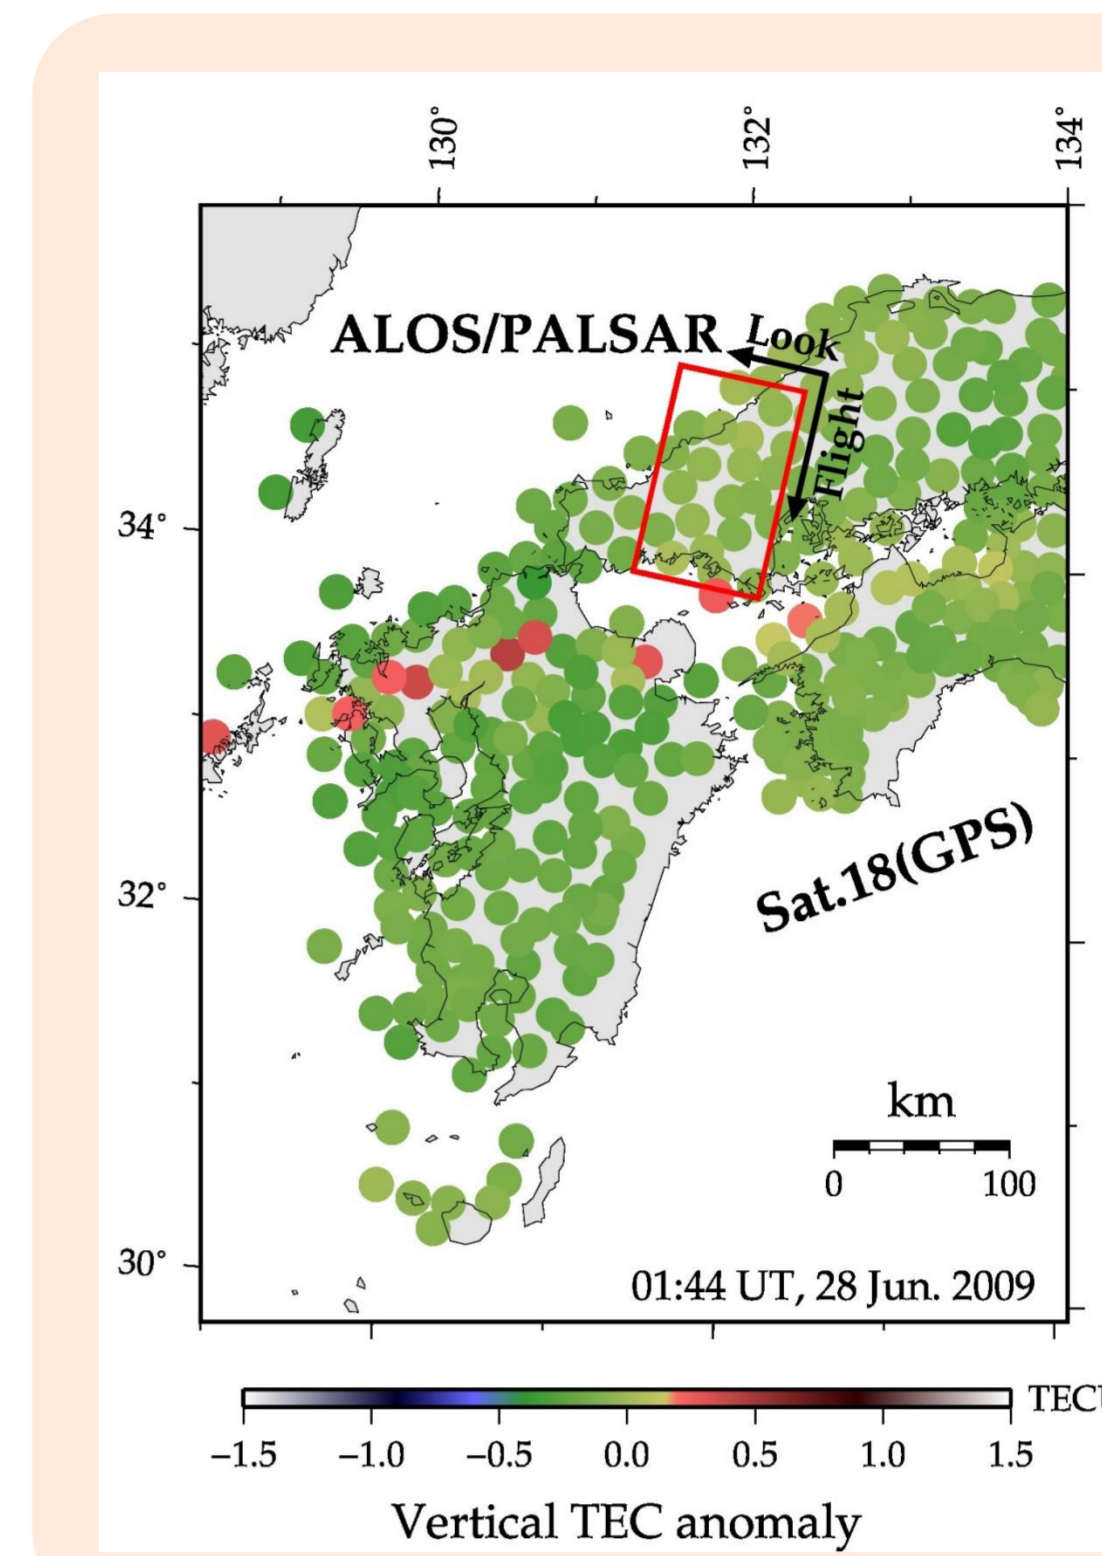 130°
132°
134°
ALOS/PALSAR
Look
Flight
34°
32°
Sat.18(GPS)
km
0 100
30°
01:44 UT, 28 Jun. 2009
TECU
−1.5 −1.0 −0.5 0.0 0.5 1.0 1.5
Vertical TEC anomaly